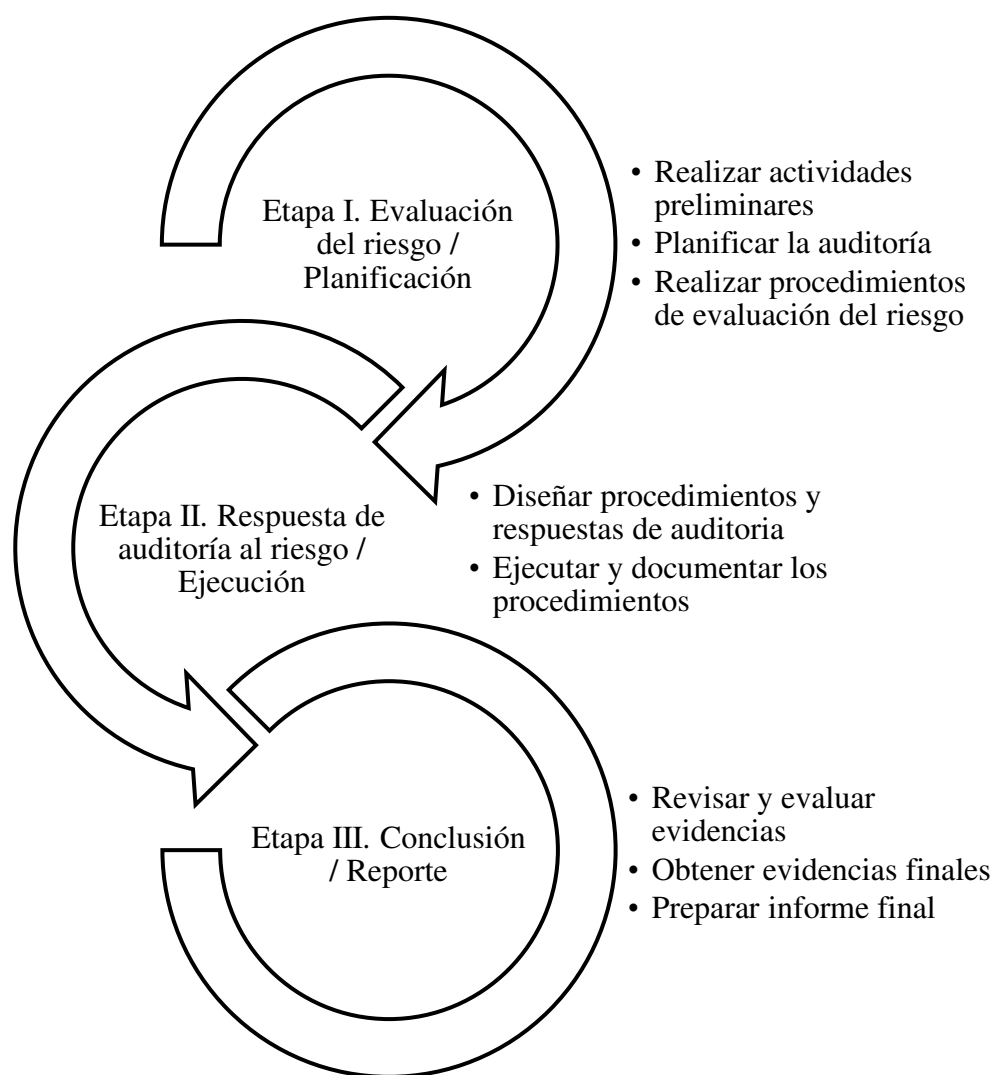 Etapa I. Evaluación
del riesgo /
Planificación
• Realizar actividades
preliminares
• Planificar la auditoría
• Realizar procedimientos
de evaluación del riesgo
Etapa II. Respuesta de
auditoría al riesgo /
Ejecución
• Diseñar procedimientos y
respuestas de auditoria
• Ejecutar y documentar los
procedimientos
Etapa III. Conclusión
/ Reporte
• Revisar y evaluar
evidencias
• Obtener evidencias finales
• Preparar informe final